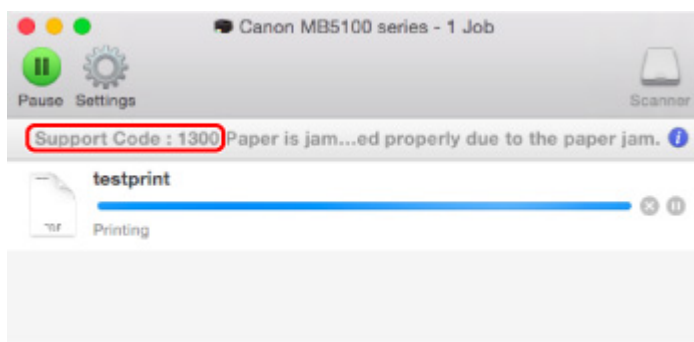 Canon MB5100 series - 1 Job
Pause Settings
Scanner
Support Code : 1300 Paper is jam...ed properly due to the paper jam.
testprint
Printing